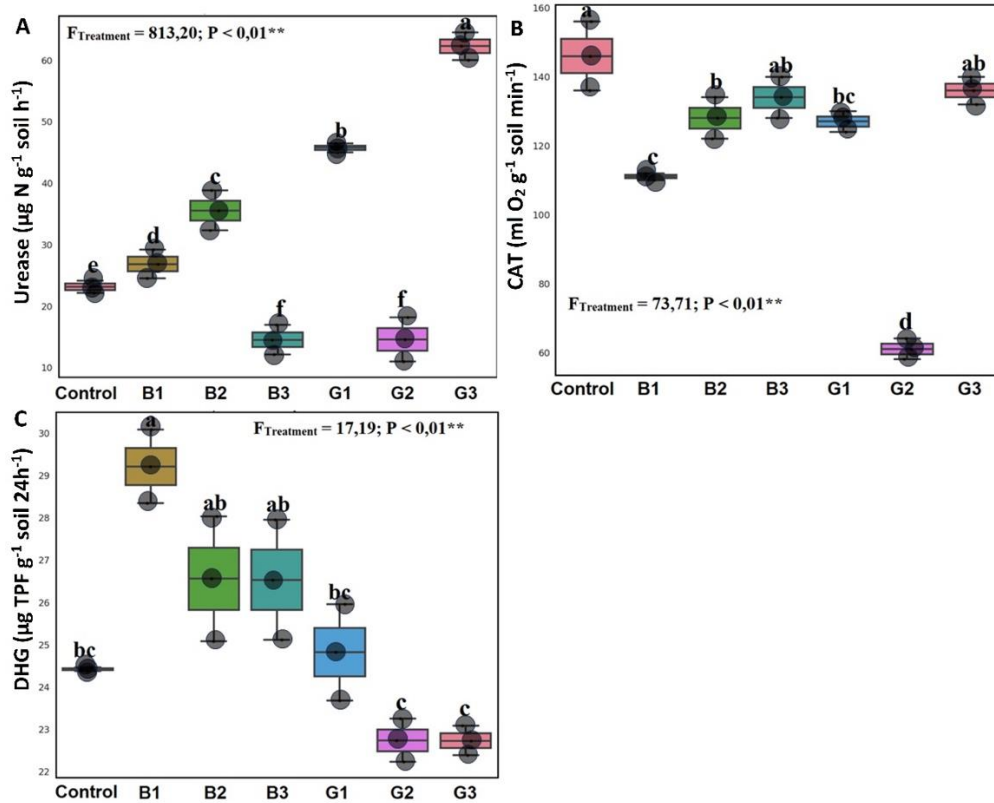 A
F_Treatment = 813,20; P < 0,01**
Urease (µg N g⁻¹ soil h⁻¹)
60
50
40
30
20
10
e
d
c
f
b
f
a
Control B1 B2 B3 G1 G2 G3
B
CAT (ml O₂ g⁻¹ soil min⁻¹)
160
140
120
100
80
60
a
c
b
ab
bc
d
ab
F_Treatment = 73,71; P < 0,01**
Control B1 B2 B3 G1 G2 G3
C
F_Treatment = 17,19; P < 0,01**
DHG (µg TPF g⁻¹ soil 24h⁻¹)
30
29
28
27
26
25
24
23
22
bc
a
ab
ab
bc
c
c
Control B1 B2 B3 G1 G2 G3